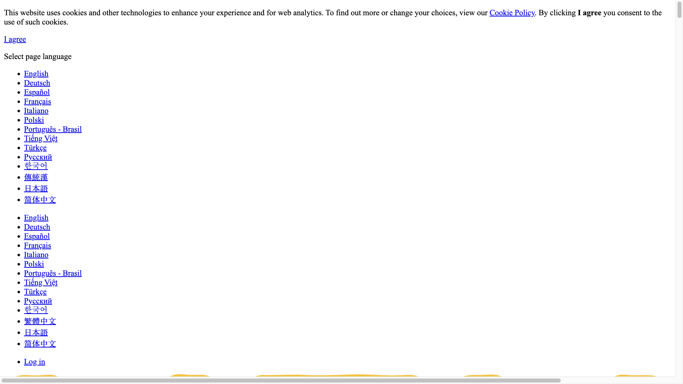 This website uses cookies and other technologies to enhance your experience and for web analytics. To find out more or change your choices, view our Cookie Policy. By clicking I agree you consent to the
use of such cookies.
I agree
Select page language
English
Deutsch
Español
Français
Italiano
Polski
Português - Brasil
Tiếng Việt
Türkçe
Русский
한국어
傳統漢
日本語
简体中文
English
Deutsch
Español
Français
Italiano
Polski
Português - Brasil
Tiếng Việt
Türkçe
Русский
한국어
繁體中文
日本語
简体中文
Log in